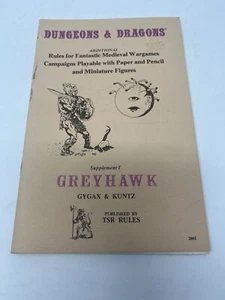 DUNGEONS & DRAGONS
ADDITIONAL
Rules for Fantastic Medieval Wargames
Campaigns Playable with Paper and Pencil
and Miniature Figures
Supplement I
GREYHAWK
GYGAX & KUNTZ
PUBLISHED BY
TSR RULES